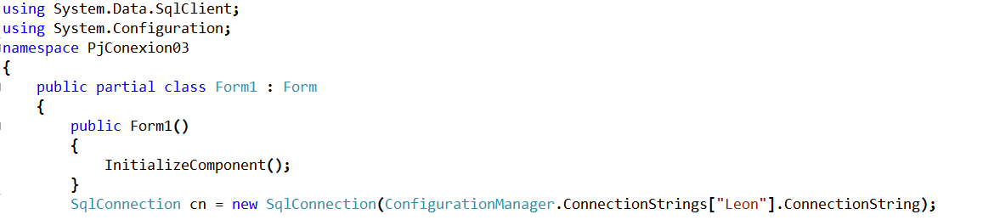 using System.Data.SqlClient;
using System.Configuration;
namespace PjConexion03
{
    public partial class Form1 : Form
    {
        public Form1()
        {
            InitializeComponent();
        }
        SqlConnection cn = new SqlConnection(ConfigurationManager.ConnectionStrings["Leon"].ConnectionString);